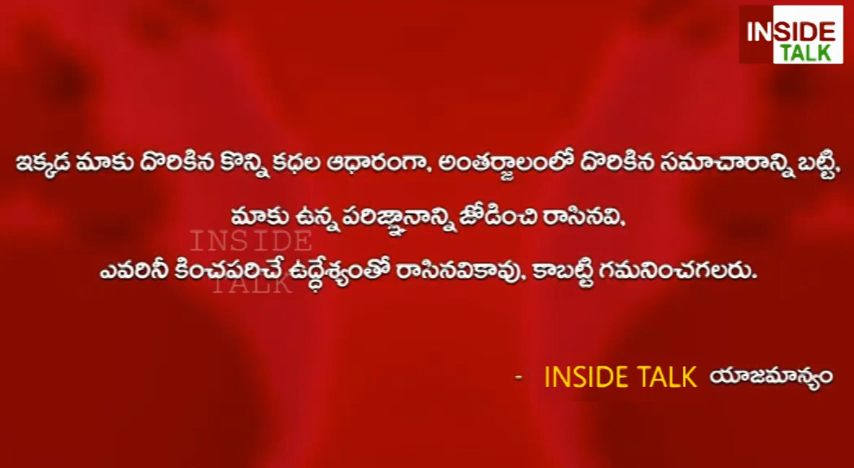 INSIDE
TALK
ఇక్కడ మాకు దొరికిన కొన్ని కధల ఆధారంగా, అంతర్జాలంలో దొరికిన సమాచారాన్ని బట్టి,
మాకు ఉన్న పరిజ్ఞానాన్ని జోడించి రాసినవి,
INSIDE
ఎవరినీ కించపరిచే ఉద్ధేశ్యంతో రాసినవికావు, కాబట్టి గమనించగలరు.
TALK
- INSIDE TALK యాజమాన్యం